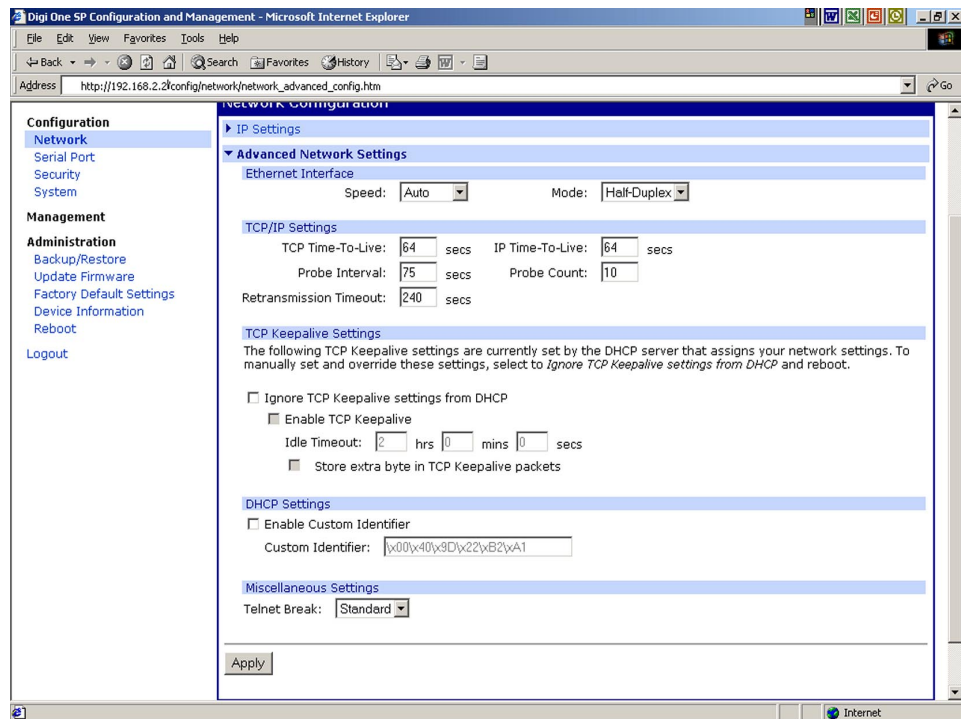 Digi One SP Configuration and Management - Microsoft Internet Explorer
File Edit View Favorites Tools Help
Back Search Favorites History
Address http://192.168.2.2/config/network/network_advanced_config.htm Go
Network Configuration
Configuration
Network
Serial Port
Security
System
Management
Administration
Backup/Restore
Update Firmware
Factory Default Settings
Device Information
Reboot
Logout
IP Settings
Advanced Network Settings
Ethernet Interface
Speed: Auto Mode: Half-Duplex
TCP/IP Settings
TCP Time-To-Live: 64 secs IP Time-To-Live: 64 secs
Probe Interval: 75 secs Probe Count: 10
Retransmission Timeout: 240 secs
TCP Keepalive Settings
The following TCP Keepalive settings are currently set by the DHCP server that assigns your network settings. To
manually set and override these settings, select to Ignore TCP Keepalive settings from DHCP and reboot.
Ignore TCP Keepalive settings from DHCP
Enable TCP Keepalive
Idle Timeout: 2 hrs 0 mins 0 secs
Store extra byte in TCP Keepalive packets
DHCP Settings
Enable Custom Identifier
Custom Identifier: \x00\x40\x9D\x22\xB2\xA1
Miscellaneous Settings
Telnet Break: Standard
Apply
Internet